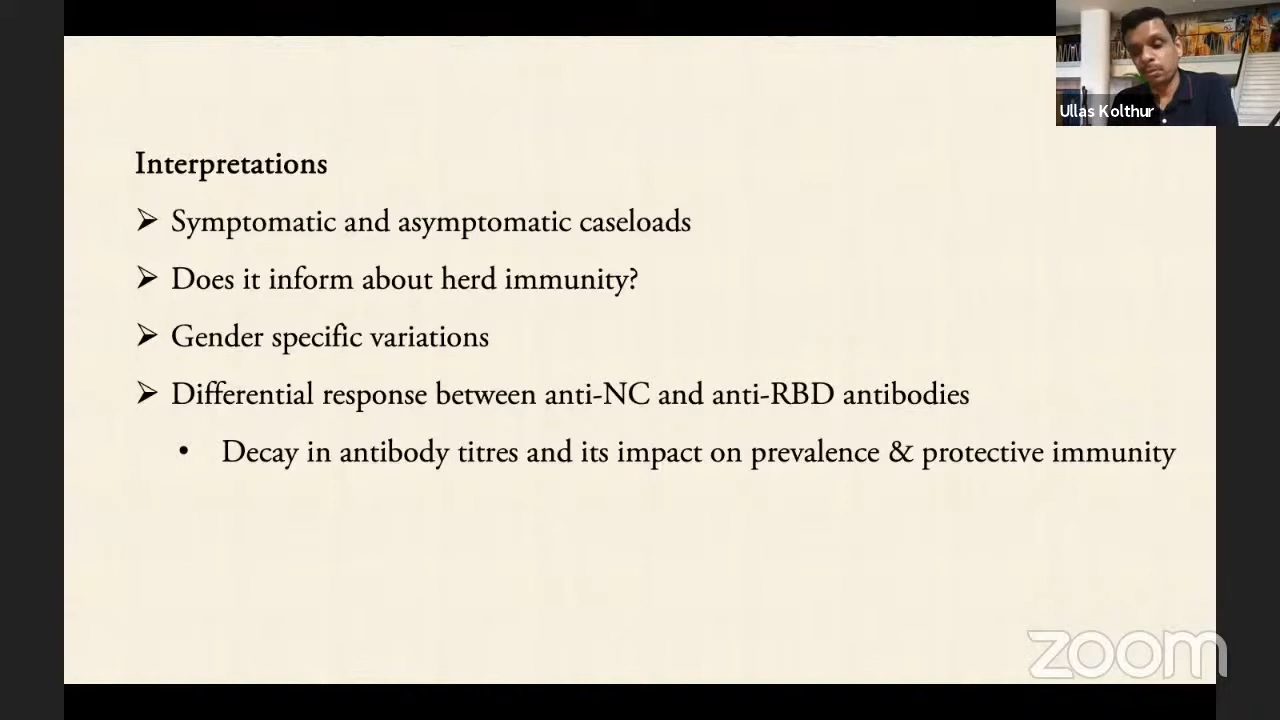 Ullas Kolthur
Interpretations
➢ Symptomatic and asymptomatic caseloads
➢ Does it inform about herd immunity?
➢ Gender specific variations
➢ Differential response between anti-NC and anti-RBD antibodies
• Decay in antibody titres and its impact on prevalence & protective immunity
zoom